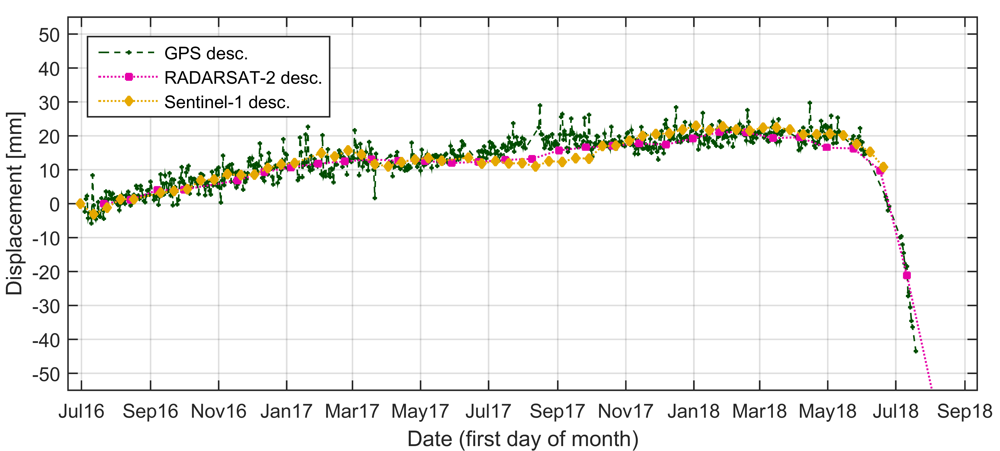 50
40
30
20
10
0
-10
-20
-30
-40
-50
Displacement [mm]
GPS desc.
RADARSAT-2 desc.
Sentinel-1 desc.
Jul16 Sep16 Nov16 Jan17 Mar17 May17 Jul17 Sep17 Nov17 Jan18 Mar18 May18 Jul18 Sep18
Date (first day of month)